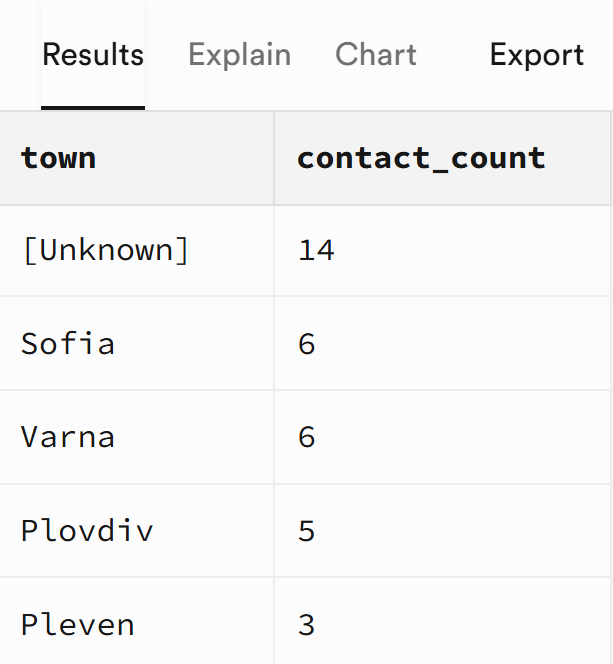 Results Explain Chart Export
town contact_count
[Unknown] 14
Sofia 6
Varna 6
Plovdiv 5
Pleven 3